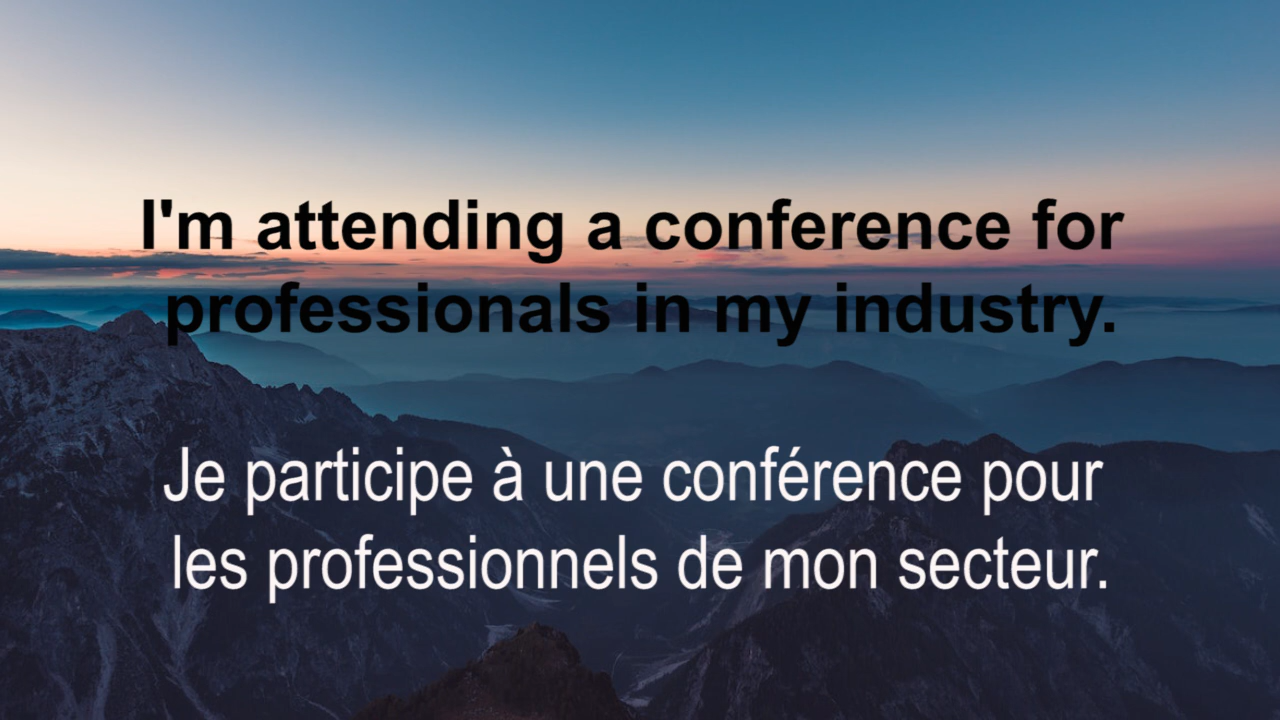 I'm attending a conference for
professionals in my industry.
Je participe à une conférence pour
les professionnels de mon secteur.